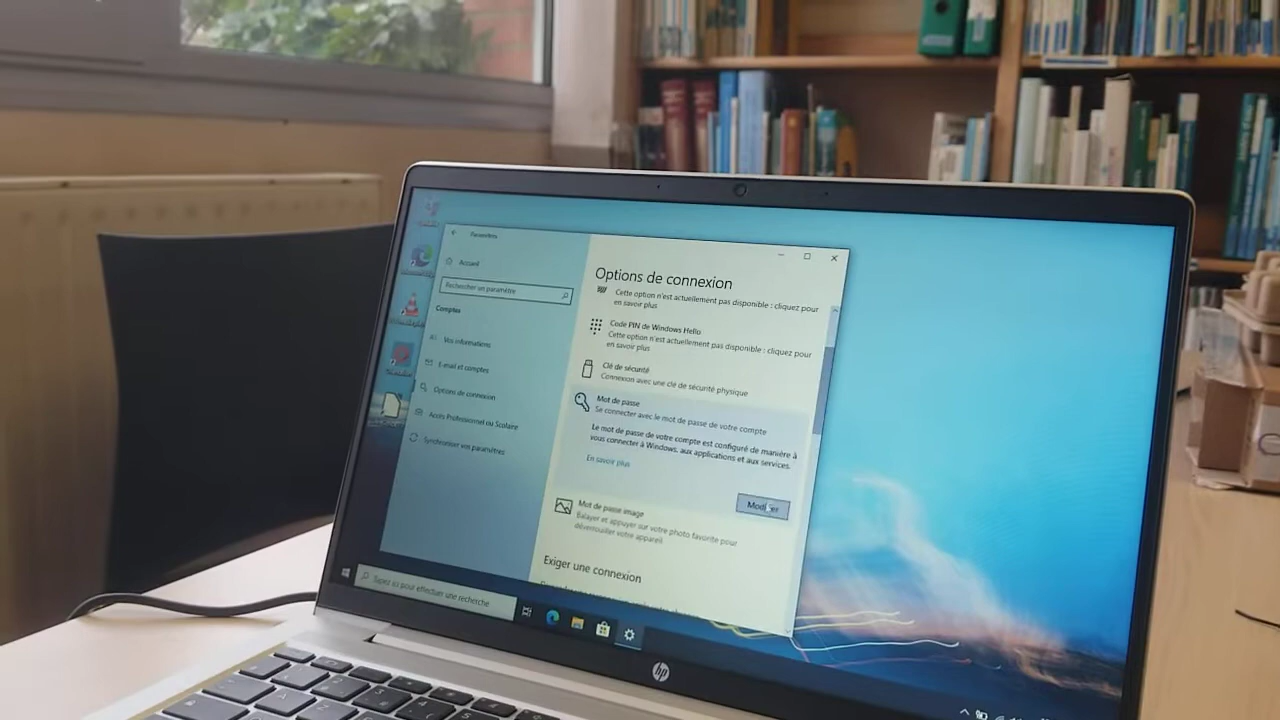 Paramètres
Accueil
Rechercher un paramètre
Comptes
Vos informations
E-mail et comptes
Options de connexion
Accès Professionnel ou Scolaire
Synchroniser vos paramètres
Options de connexion
Cette option n'est actuellement pas disponible : cliquez pour
en savoir plus
Code PIN de Windows Hello
Cette option n'est actuellement pas disponible : cliquez pour
en savoir plus
Clé de sécurité
Connexion avec une clé de sécurité physique
Mot de passe
Se connecter avec le mot de passe de votre compte
Le mot de passe de votre compte est configuré de manière à
vous connecter à Windows, aux applications et aux services.
En savoir plus
Modifier
Mot de passe image
Balayer et appuyer sur votre photo favorite pour
déverrouiller votre appareil
Exiger une connexion
Tapez ici pour effectuer une recherche
hp